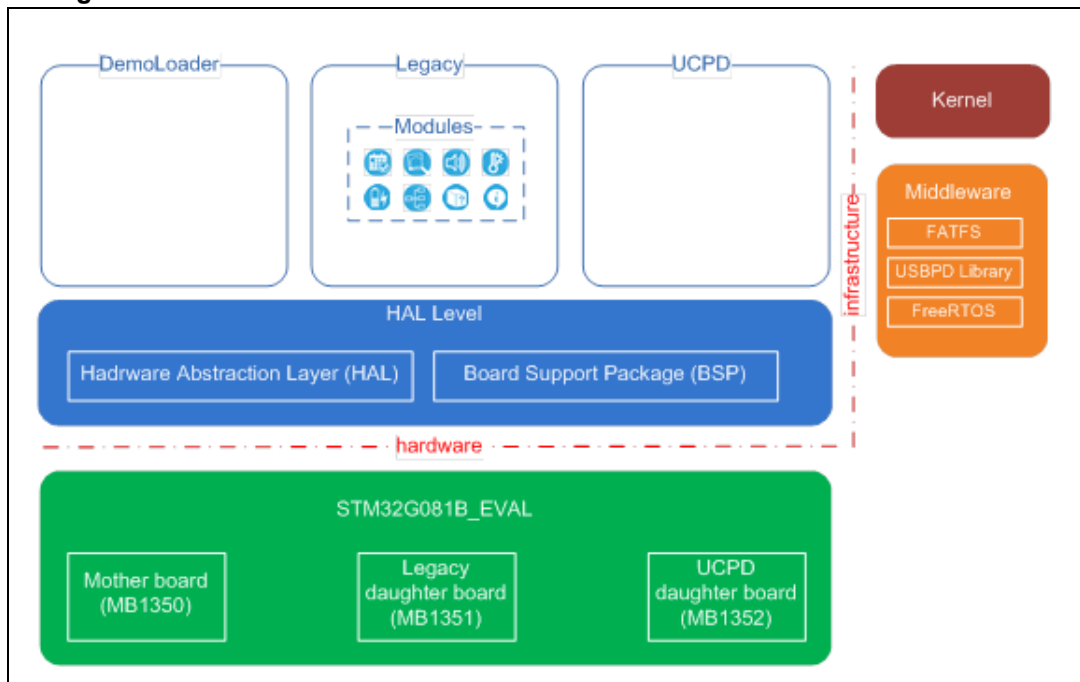 DemoLoader
Legacy
UCPD
Modules
Kernel
Middleware
FATFS
USBPD Library
FreeRTOS
infrastructure
HAL Level
Hadrware Abstraction Layer (HAL)
Board Support Package (BSP)
hardware
STM32G081B_EVAL
Mother board
(MB1350)
Legacy
daughter board
(MB1351)
UCPD
daughter board
(MB1352)